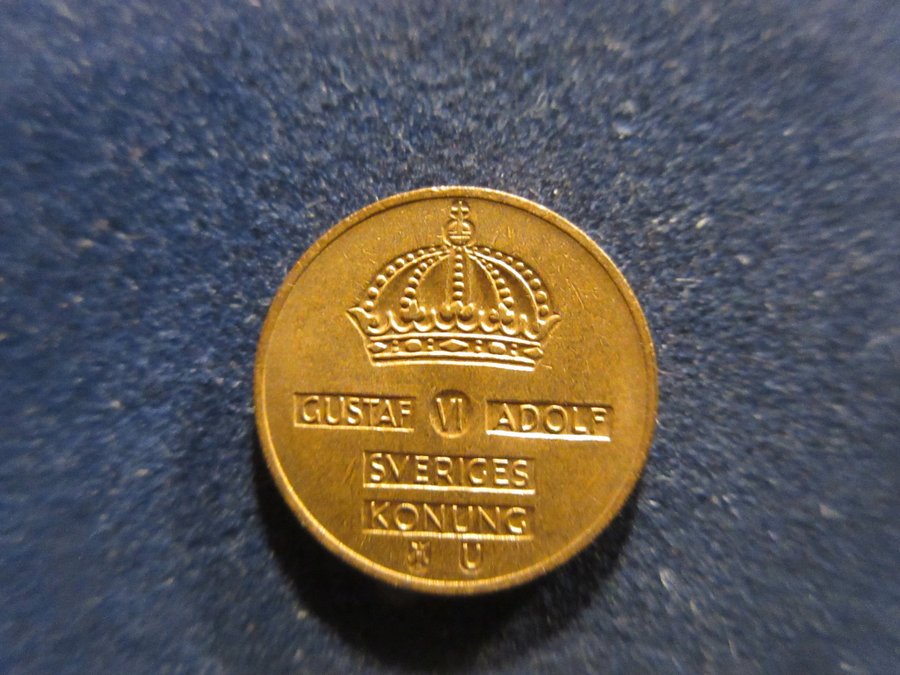 GUSTAF VI ADOLF
SVERIGES
KONUNG
U